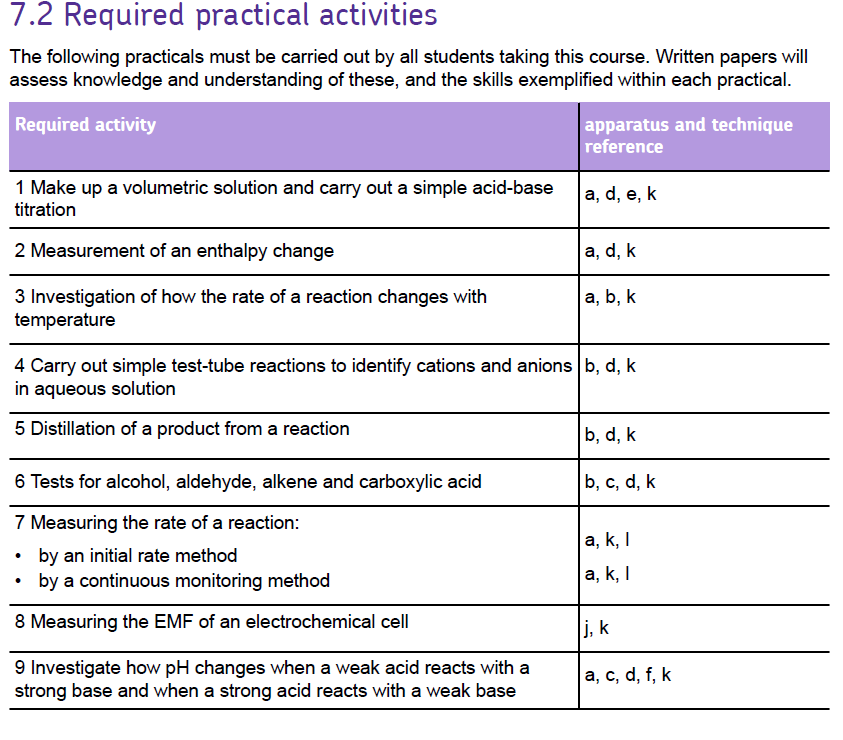 7.2 Required practical activities
The following practicals must be carried out by all students taking this course. Written papers will
assess knowledge and understanding of these, and the skills exemplified within each practical.
Required activity
apparatus and technique
reference
1 Make up a volumetric solution and carry out a simple acid-base
titration
a, d, e, k
2 Measurement of an enthalpy change
a, d, k
3 Investigation of how the rate of a reaction changes with
temperature
a, b, k
4 Carry out simple test-tube reactions to identify cations and anions
in aqueous solution
b, d, k
5 Distillation of a product from a reaction
b, d, k
6 Tests for alcohol, aldehyde, alkene and carboxylic acid
b, c, d, k
7 Measuring the rate of a reaction:
• by an initial rate method
a, k, l
• by a continuous monitoring method
a, k, l
8 Measuring the EMF of an electrochemical cell
j, k
9 Investigate how pH changes when a weak acid reacts with a
strong base and when a strong acid reacts with a weak base
a, c, d, f, k